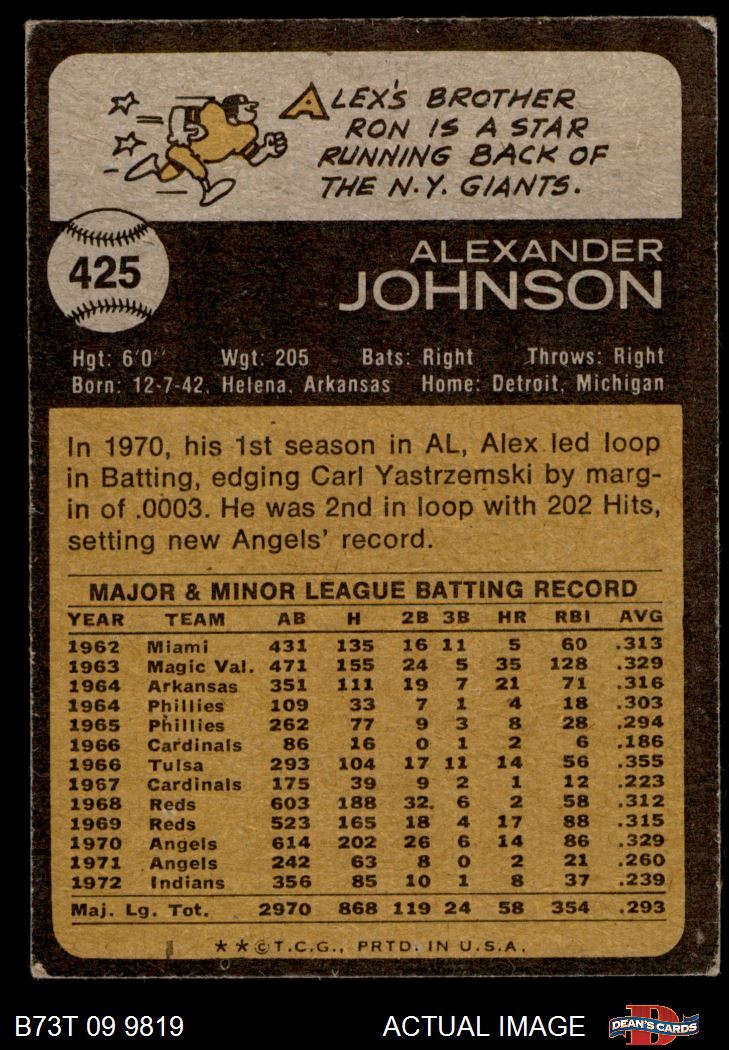 ALEX'S BROTHER
RON IS A STAR
RUNNING BACK OF
THE N.Y. GIANTS.
425
ALEXANDER
JOHNSON
Hgt: 6'0" Wgt: 205 Bats: Right Throws: Right
Born: 12-7-42, Helena, Arkansas Home: Detroit, Michigan
In 1970, his 1st season in AL, Alex led loop
in Batting, edging Carl Yastrzemski by marg-
in of .0003. He was 2nd in loop with 202 Hits,
setting new Angels' record.
MAJOR & MINOR LEAGUE BATTING RECORD
YEAR TEAM AB H 2B 3B HR RBI AVG
1962 Miami 431 135 16 11 5 60 .313
1963 Magic Val. 471 155 24 5 35 128 .329
1964 Arkansas 351 111 19 7 21 71 .316
1964 Phillies 109 33 7 1 4 18 .303
1965 Phillies 262 77 9 3 8 28 .294
1966 Cardinals 86 16 0 1 2 6 .186
1966 Tulsa 293 104 17 11 14 56 .355
1967 Cardinals 175 39 9 2 1 12 .223
1968 Reds 603 188 32 6 2 58 .312
1969 Reds 523 165 18 4 17 88 .315
1970 Angels 614 202 26 6 14 86 .329
1971 Angels 242 63 8 0 2 21 .260
1972 Indians 356 85 10 1 8 37 .239
Maj. Lg. Tot. 2970 868 119 24 58 354 .293
★★©T.C.G., PRTD. IN U.S.A.
B73T 09 9819 ACTUAL IMAGE D DEAN'S CARDS